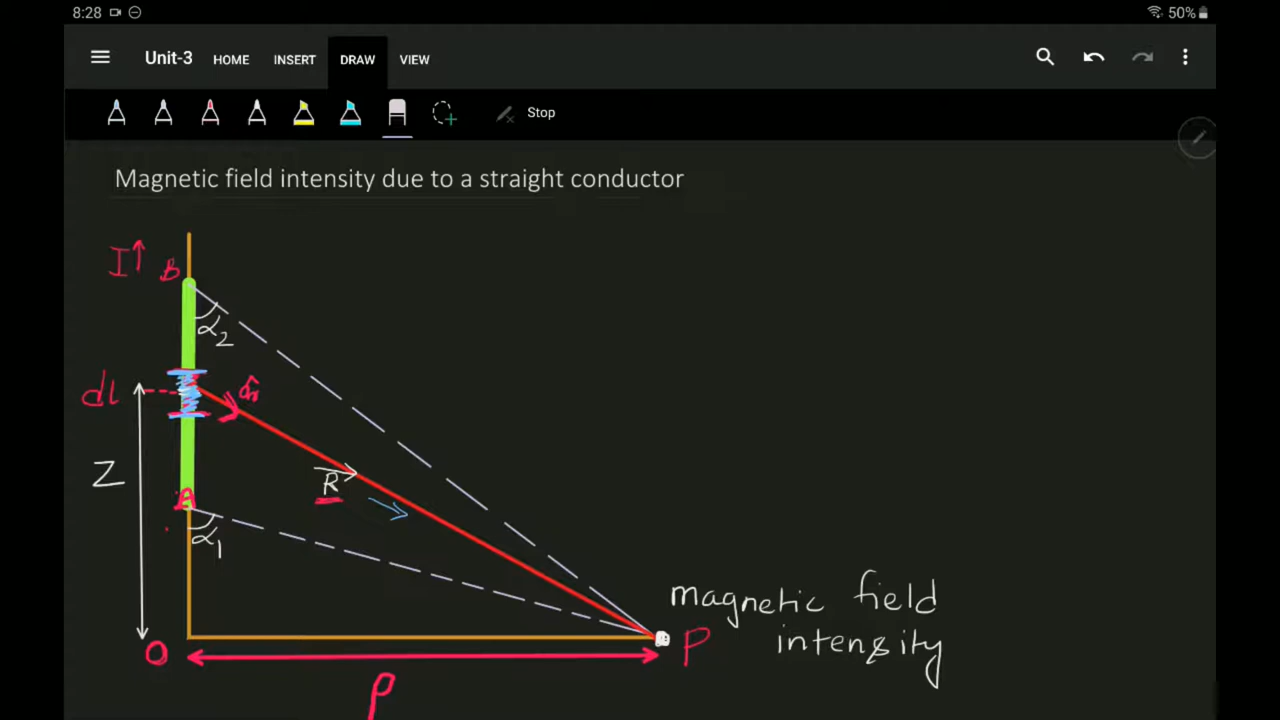 8:28 50%
Unit-3 HOME INSERT DRAW VIEW
Stop
Magnetic field intensity due to a straight conductor
I↑ B
α2
dl
Z
R
A
α1
magnetic field
intensity
O P
ρ